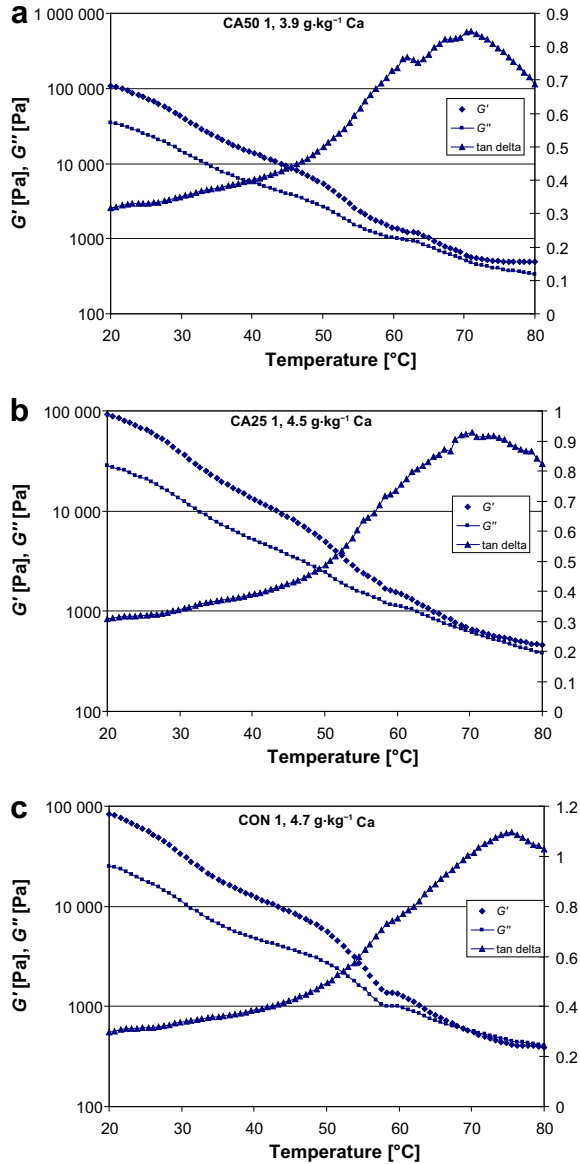 a
CA50 1, 3.9 g·kg⁻¹ Ca
1 000 000
100 000
10 000
1000
100
G′ [Pa], G″ [Pa]
0.9
0.8
0.7
0.6
0.5
0.4
0.3
0.2
0.1
0
G′
G″
tan delta
20 30 40 50 60 70 80
Temperature [°C]
b
CA25 1, 4.5 g·kg⁻¹ Ca
100 000
10 000
1000
100
G′ [Pa], G″ [Pa]
1
0.9
0.8
0.7
0.6
0.5
0.4
0.3
0.2
0.1
0
G′
G″
tan delta
20 30 40 50 60 70 80
Temperature [°C]
c
CON 1, 4.7 g·kg⁻¹ Ca
100 000
10 000
1000
100
G′ [Pa], G″ [Pa]
1.2
1
0.8
0.6
0.4
0.2
0
G′
G″
tan delta
20 30 40 50 60 70 80
Temperature [°C]